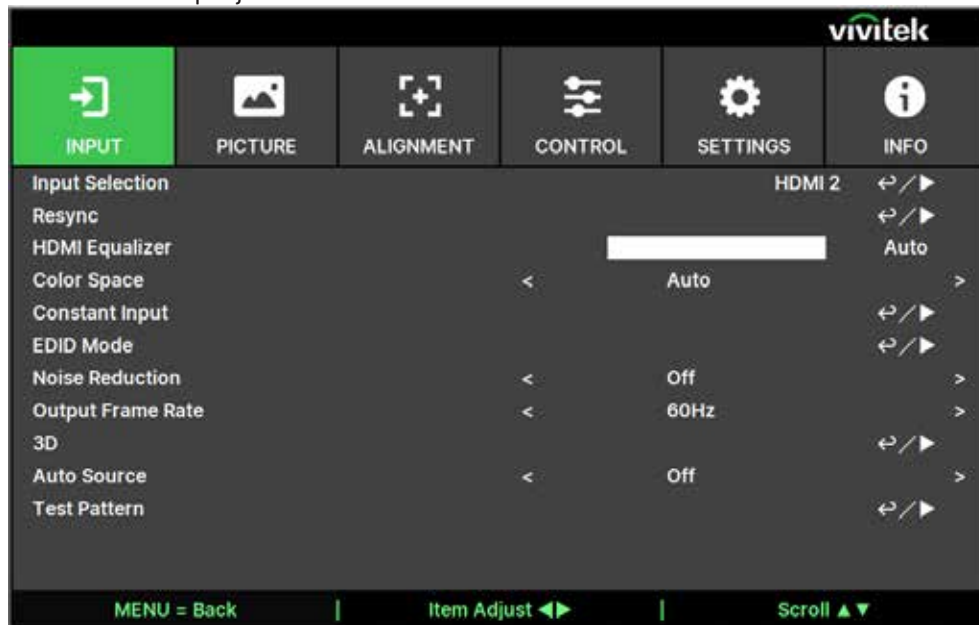 vivitek
INPUT PICTURE ALIGNMENT CONTROL SETTINGS INFO
Input Selection HDMI 2 ↩/▶
Resync ↩/▶
HDMI Equalizer Auto
Color Space < Auto >
Constant Input ↩/▶
EDID Mode ↩/▶
Noise Reduction < Off >
Output Frame Rate < 60Hz >
3D ↩/▶
Auto Source < Off >
Test Pattern ↩/▶
MENU = Back | Item Adjust ◀▶ | Scroll ▲▼